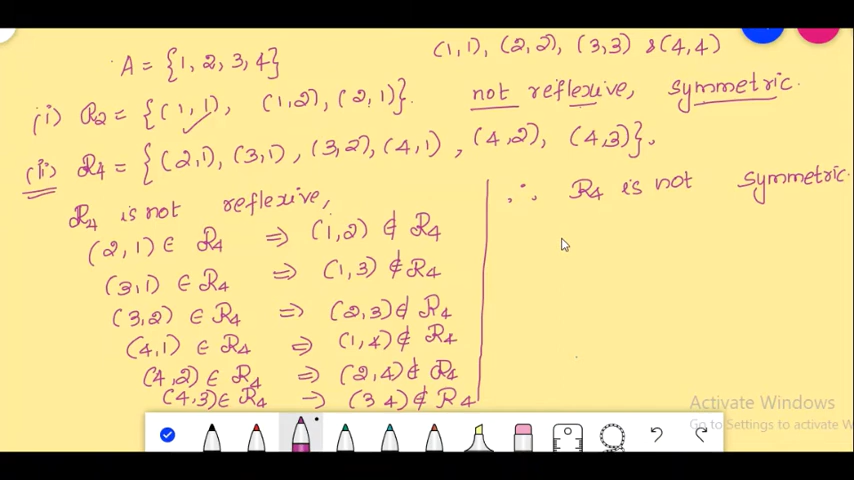 A = {1, 2, 3, 4}
(1,1), (2,2), (3,3) & (4,4)
(i) R2 = {(1,1), (1,2), (2,1)}. not reflexive, symmetric.
(ii) R4 = {(2,1), (3,1), (3,2), (4,1), (4,2), (4,3)}.
R4 is not reflexive,
(2,1) ∈ R4 ⇒ (1,2) ∉ R4
(3,1) ∈ R4 ⇒ (1,3) ∉ R4
(3,2) ∈ R4 ⇒ (2,3) ∉ R4
(4,1) ∈ R4 ⇒ (1,4) ∉ R4
(4,2) ∈ R4 ⇒ (2,4) ∉ R4
(4,3) ∈ R4 ⇒ (3 4) ∉ R4
∴ R4 is not symmetric.
Activate Windows
Go to Settings to activate W